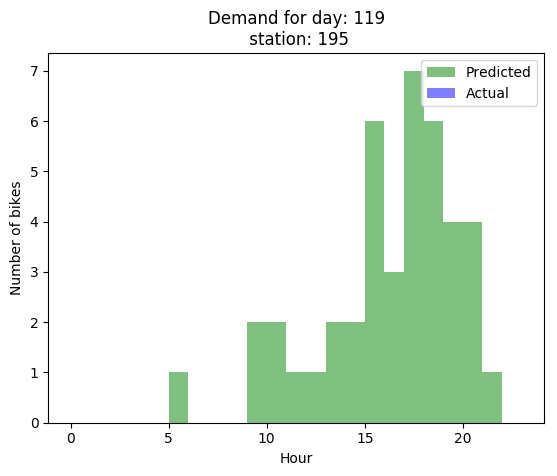 Demand for day: 119
station: 195
Predicted
Actual
7
6
5
4
3
2
1
0
Number of bikes
0 5 10 15 20
Hour